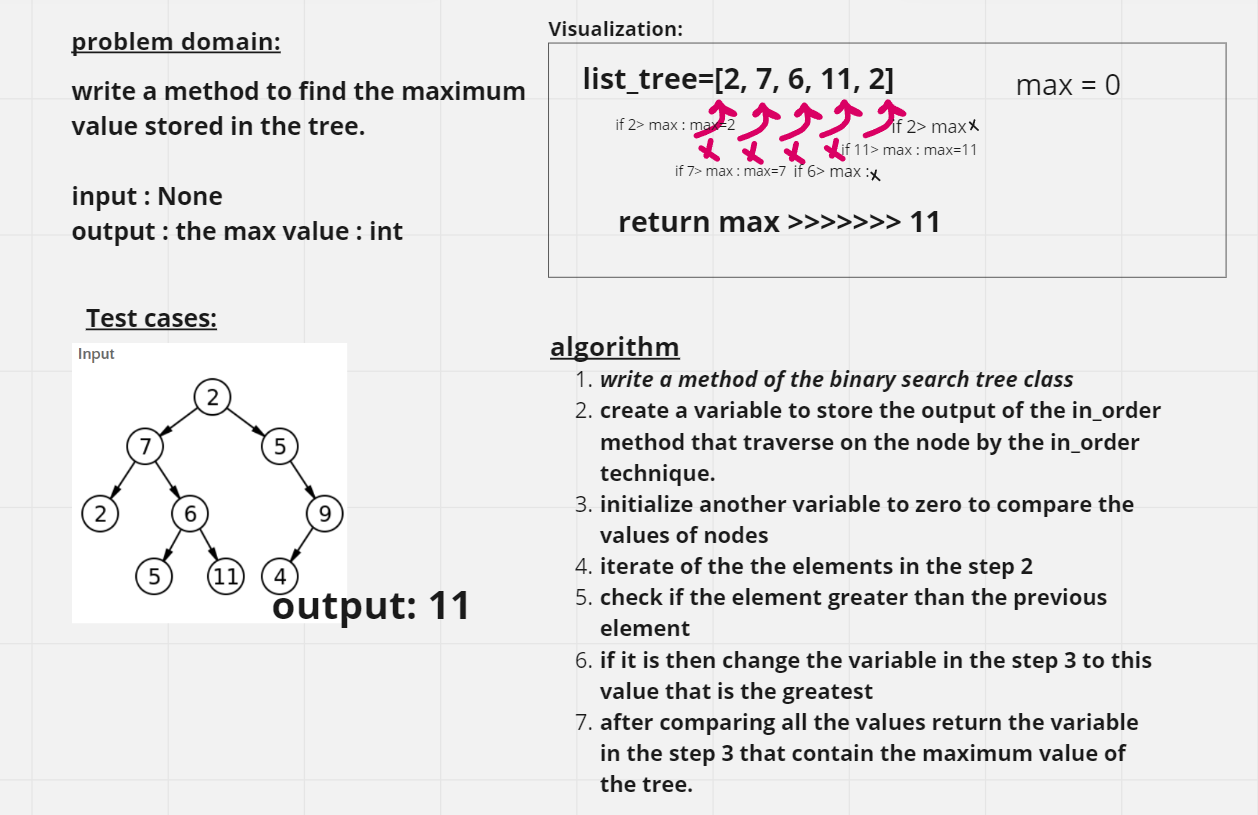 problem domain:
write a method to find the maximum
value stored in the tree.
input : None
output : the max value : int
Visualization:
list_tree=[2, 7, 6, 11, 2]
max = 0
if 2> max : max=2
if 2> max x
if 11> max : max=11
if 7> max : max=7 if 6> max : x
return max >>>>>>> 11
Test cases:
Input
2
7 5
2 6 9
5 11 4
output: 11
algorithm
1. write a method of the binary search tree class
2. create a variable to store the output of the in_order
method that traverse on the node by the in_order
technique.
3. initialize another variable to zero to compare the
values of nodes
4. iterate of the the elements in the step 2
5. check if the element greater than the previous
element
6. if it is then change the variable in the step 3 to this
value that is the greatest
7. after comparing all the values return the variable
in the step 3 that contain the maximum value of
the tree.